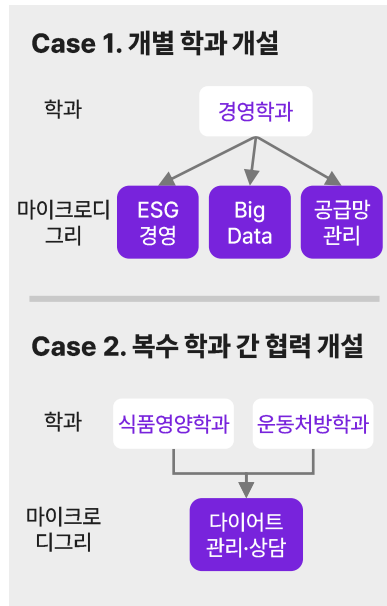 Case 1. 개별 학과 개설
학과
경영학과
마이크로디
그리
ESG
경영
Big
Data
공급망
관리
Case 2. 복수 학과 간 협력 개설
학과
식품영양학과
운동처방학과
마이크로
디그리
다이어트
관리·상담